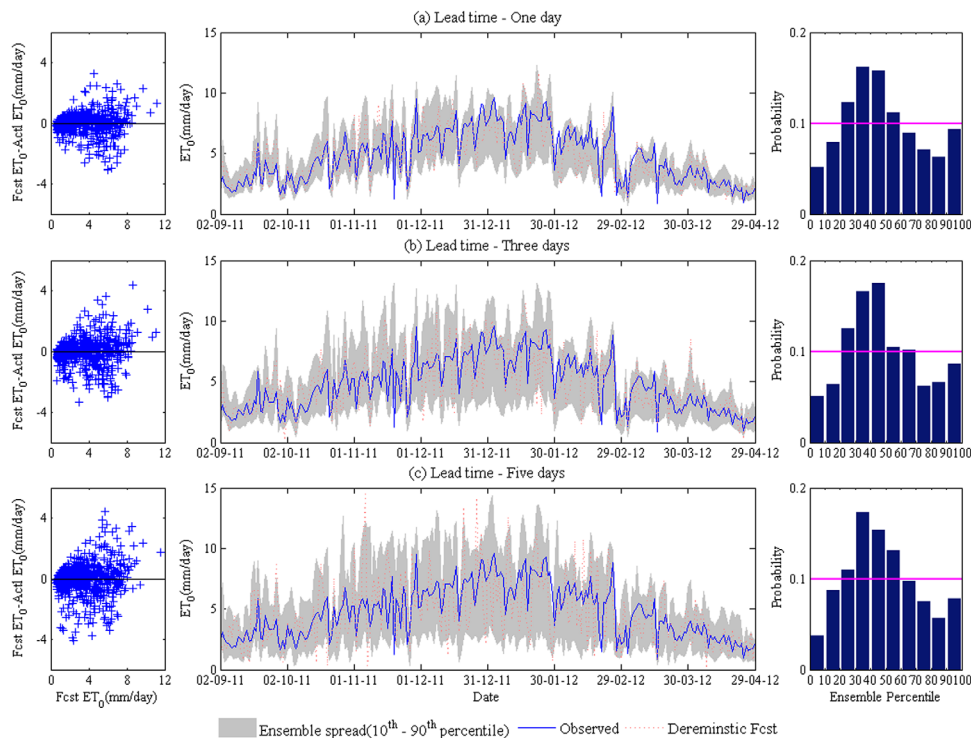 (a) Lead time - One day
Fcst ET0-Actl ET0(mm/day)
4
0
-4
0 4 8 12
ET0(mm/day)
15
10
5
0
02-09-11 02-10-11 01-11-11 01-12-11 31-12-11 30-01-12 29-02-12 30-03-12 29-04-12
Probability
0.2
0.1
0
0 10 20 30 40 50 60 70 80 90 100
(b) Lead time - Three days
Fcst ET0-Actl ET0(mm/day)
4
0
-4
0 4 8 12
ET0(mm/day)
15
10
5
0
02-09-11 02-10-11 01-11-11 01-12-11 31-12-11 30-01-12 29-02-12 30-03-12 29-04-12
Probability
0.2
0.1
0
0 10 20 30 40 50 60 70 80 90 100
(c) Lead time - Five days
Fcst ET0-Actl ET0(mm/day)
4
0
-4
0 4 8 12
Fcst ET0(mm/day)
ET0(mm/day)
15
10
5
0
02-09-11 02-10-11 01-11-11 01-12-11 31-12-11 30-01-12 29-02-12 30-03-12 29-04-12
Date
Probability
0.2
0.1
0
0 10 20 30 40 50 60 70 80 90 100
Ensemble Percentile
Ensemble spread(10th - 90th percentile) Observed Dereminstic Fcst